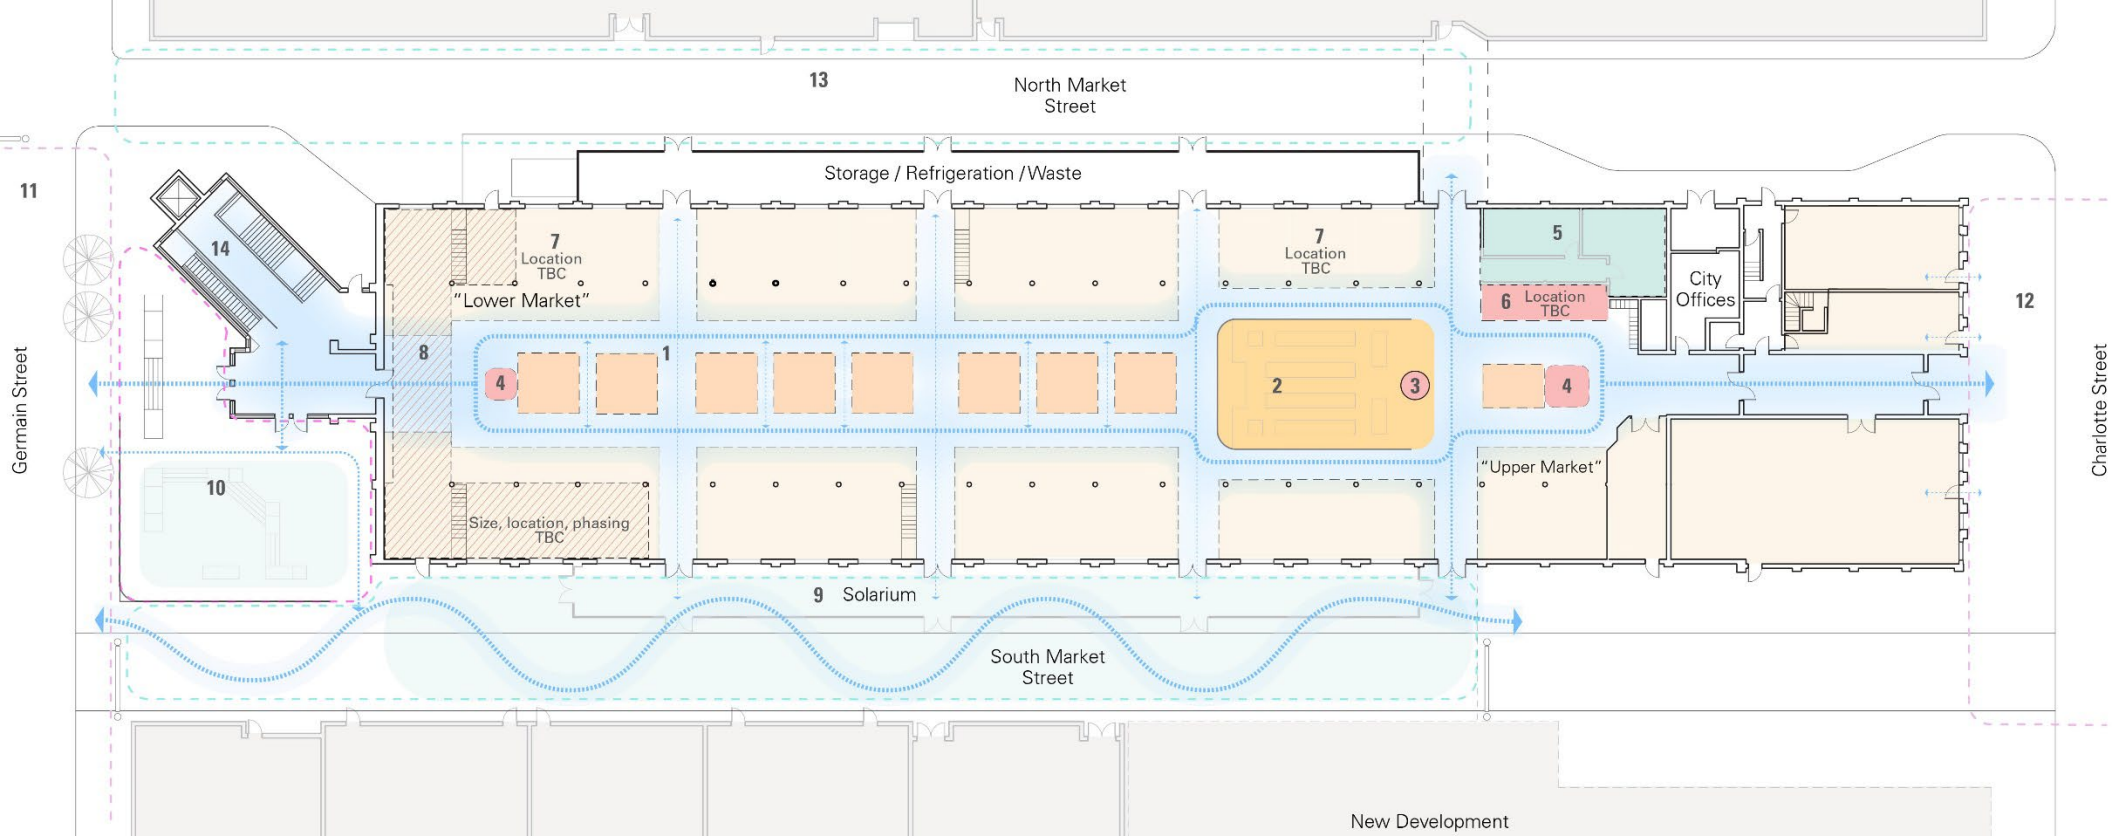 13
North Market
Street
11
Storage / Refrigeration / Waste
14
7
Location
TBC
7
Location
TBC
5
City
Offices
12
"Lower Market"
6
Location
TBC
8
1
4
2
3
4
Germain Street
Charlotte Street
"Upper Market"
10
Size, location, phasing
TBC
9
Solarium
South Market
Street
New Development